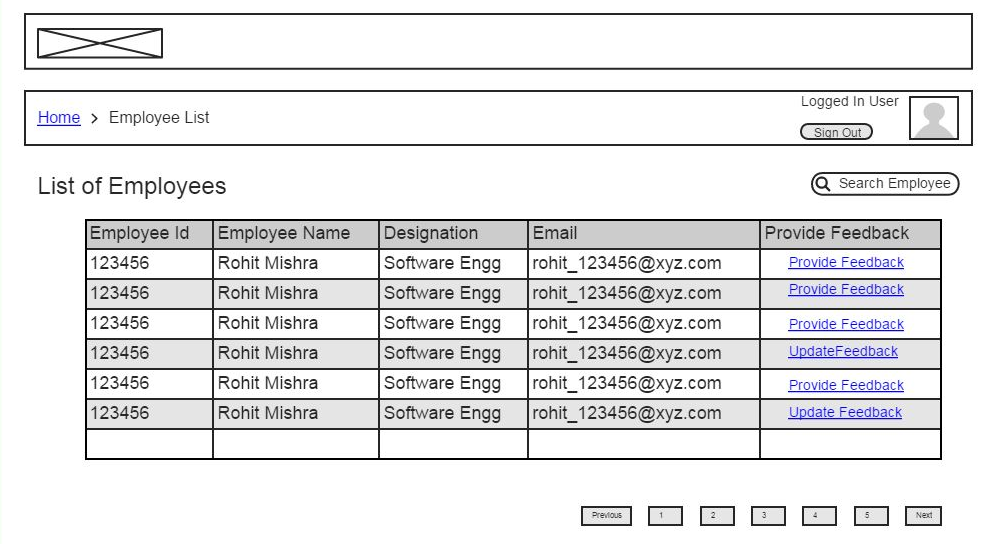 Logged In User
Home > Employee List
Sign Out
List of Employees
Search Employee
Employee Id Employee Name Designation Email Provide Feedback
123456 Rohit Mishra Software Engg rohit_123456@xyz.com Provide Feedback
123456 Rohit Mishra Software Engg rohit_123456@xyz.com Provide Feedback
123456 Rohit Mishra Software Engg rohit_123456@xyz.com Provide Feedback
123456 Rohit Mishra Software Engg rohit_123456@xyz.com UpdateFeedback
123456 Rohit Mishra Software Engg rohit_123456@xyz.com Provide Feedback
123456 Rohit Mishra Software Engg rohit_123456@xyz.com Update Feedback
Previous 1 2 3 4 5 Next